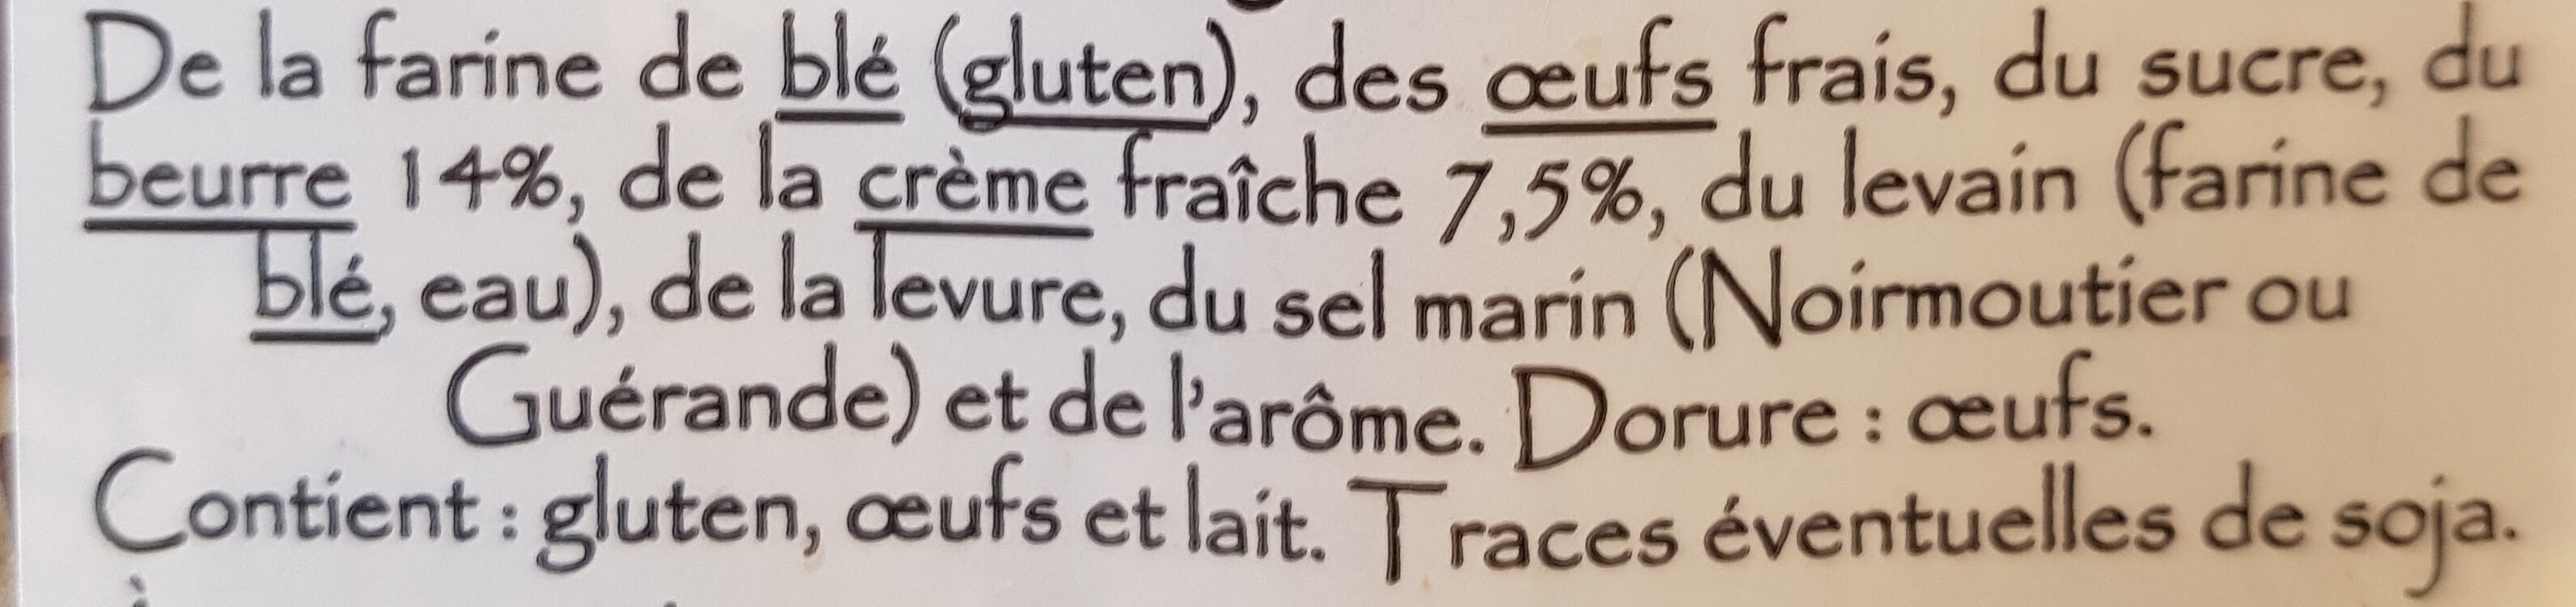 De la farine de blé (gluten), des œufs frais, du sucre, du
beurre 14%, de la crème fraîche 7,5%, du levain (farine de
blé, eau), de la levure, du sel marin (Noirmoutier ou
Guérande) et de l'arôme. Dorure : œufs.
Contient : gluten, œufs et lait. Traces éventuelles de soja.